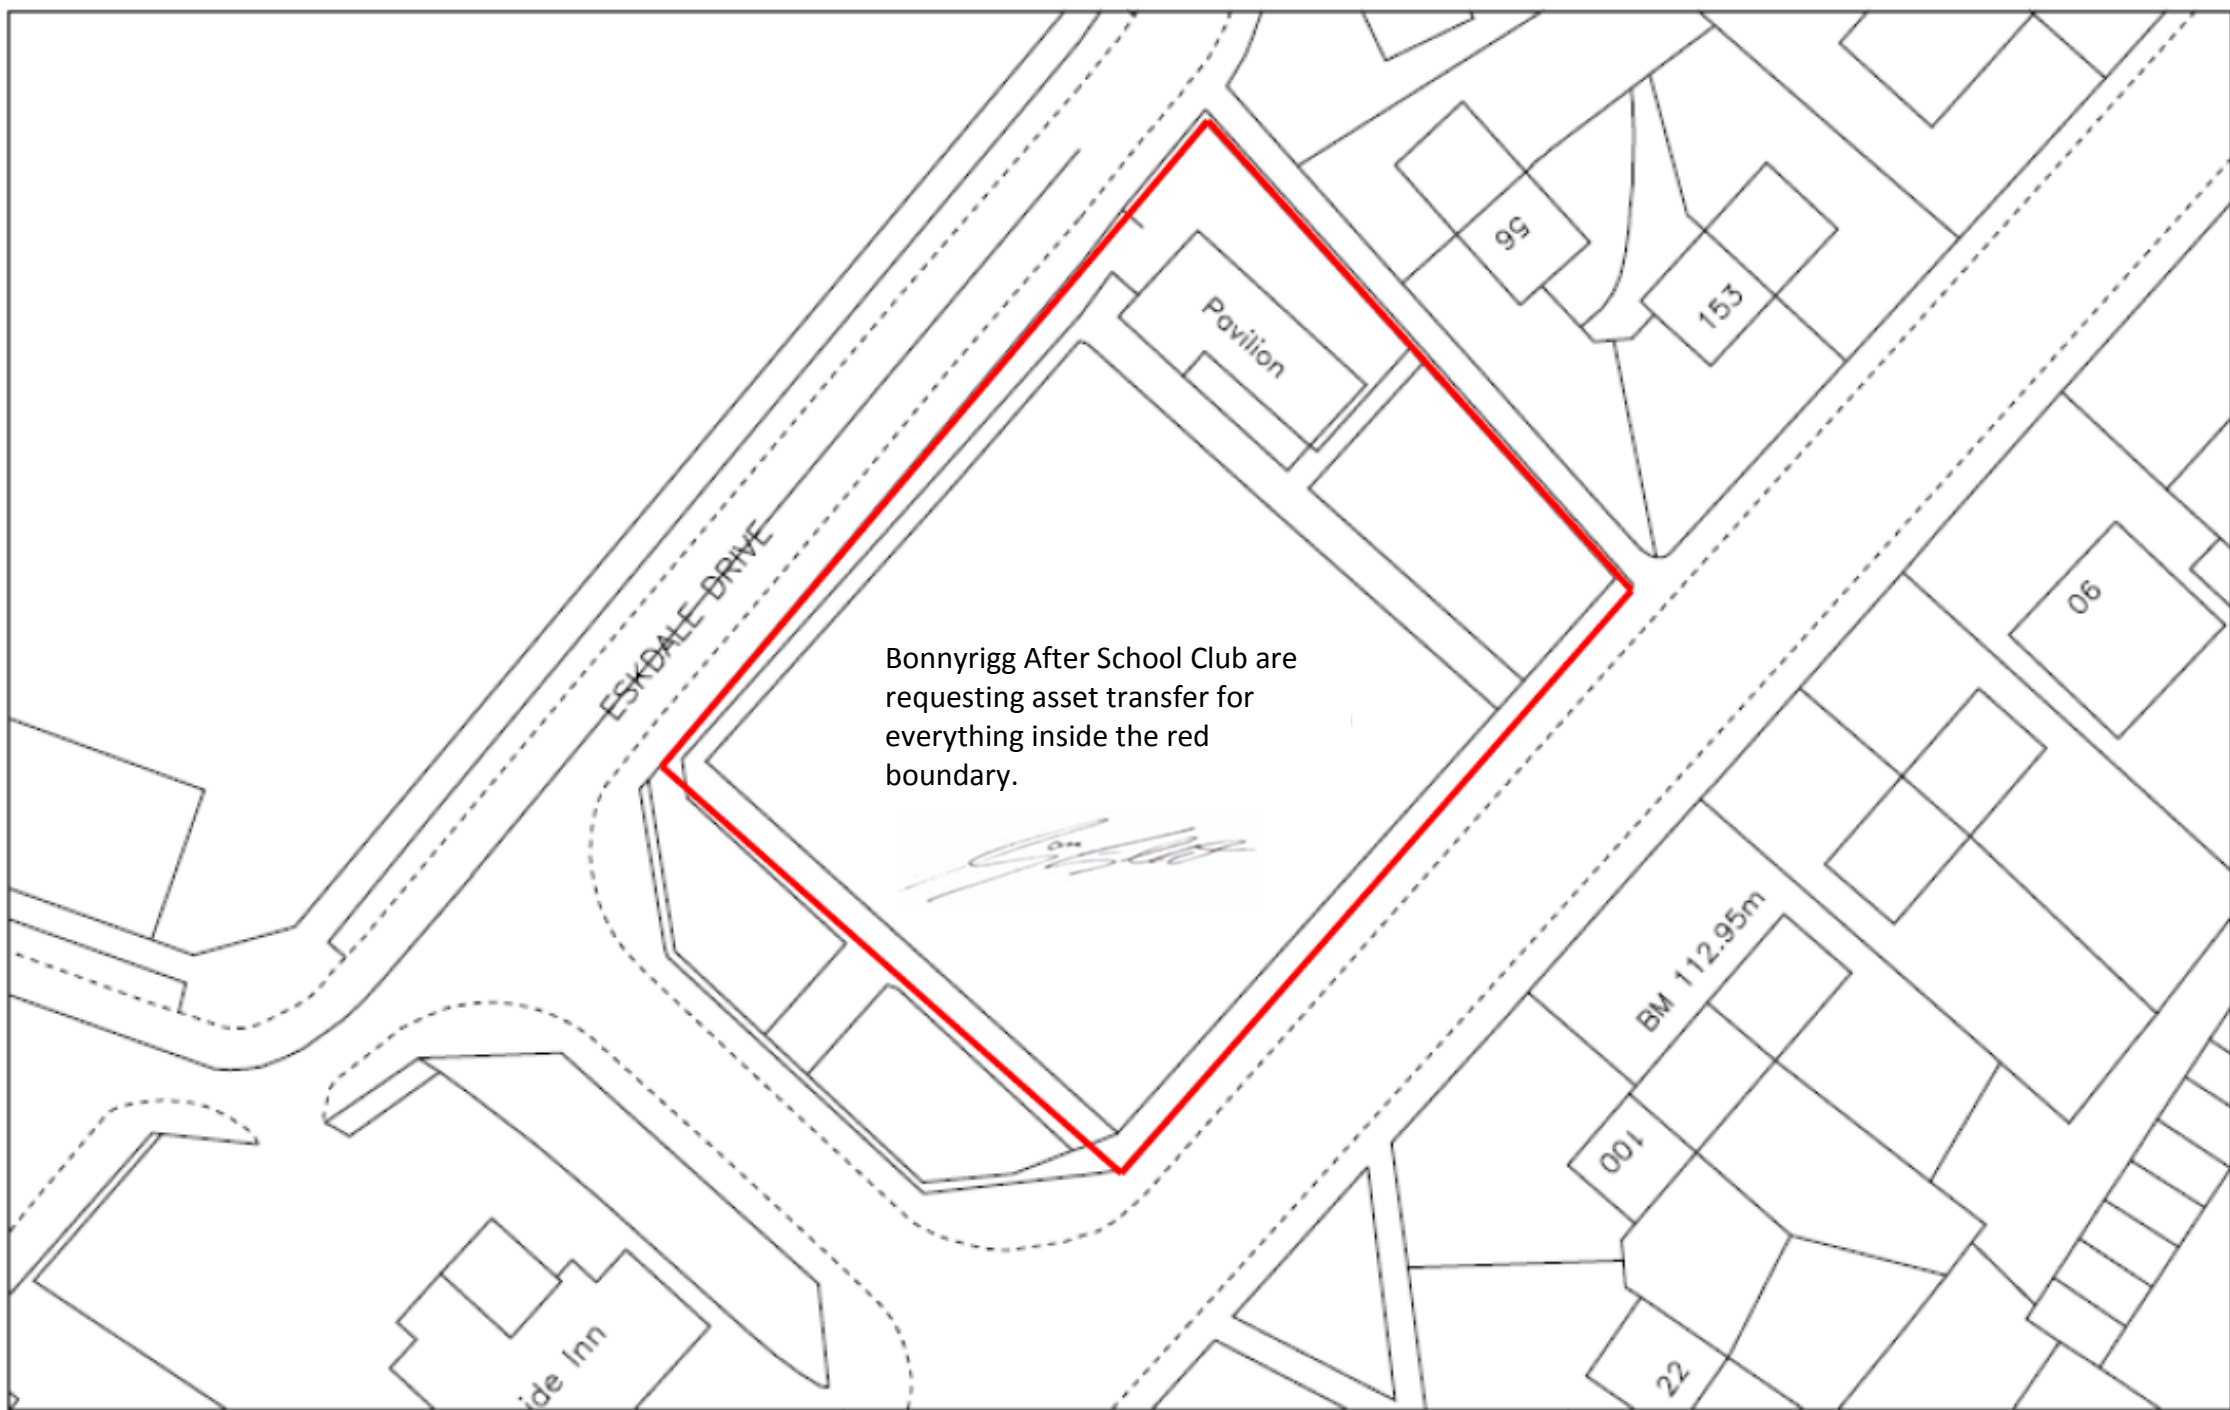 56
153
Pavilion
ESKDALE DRIVE
90
Bonnyrigg After School Club are
requesting asset transfer for
everything inside the red
boundary.
BM 112.95m
100
ide Inn
22